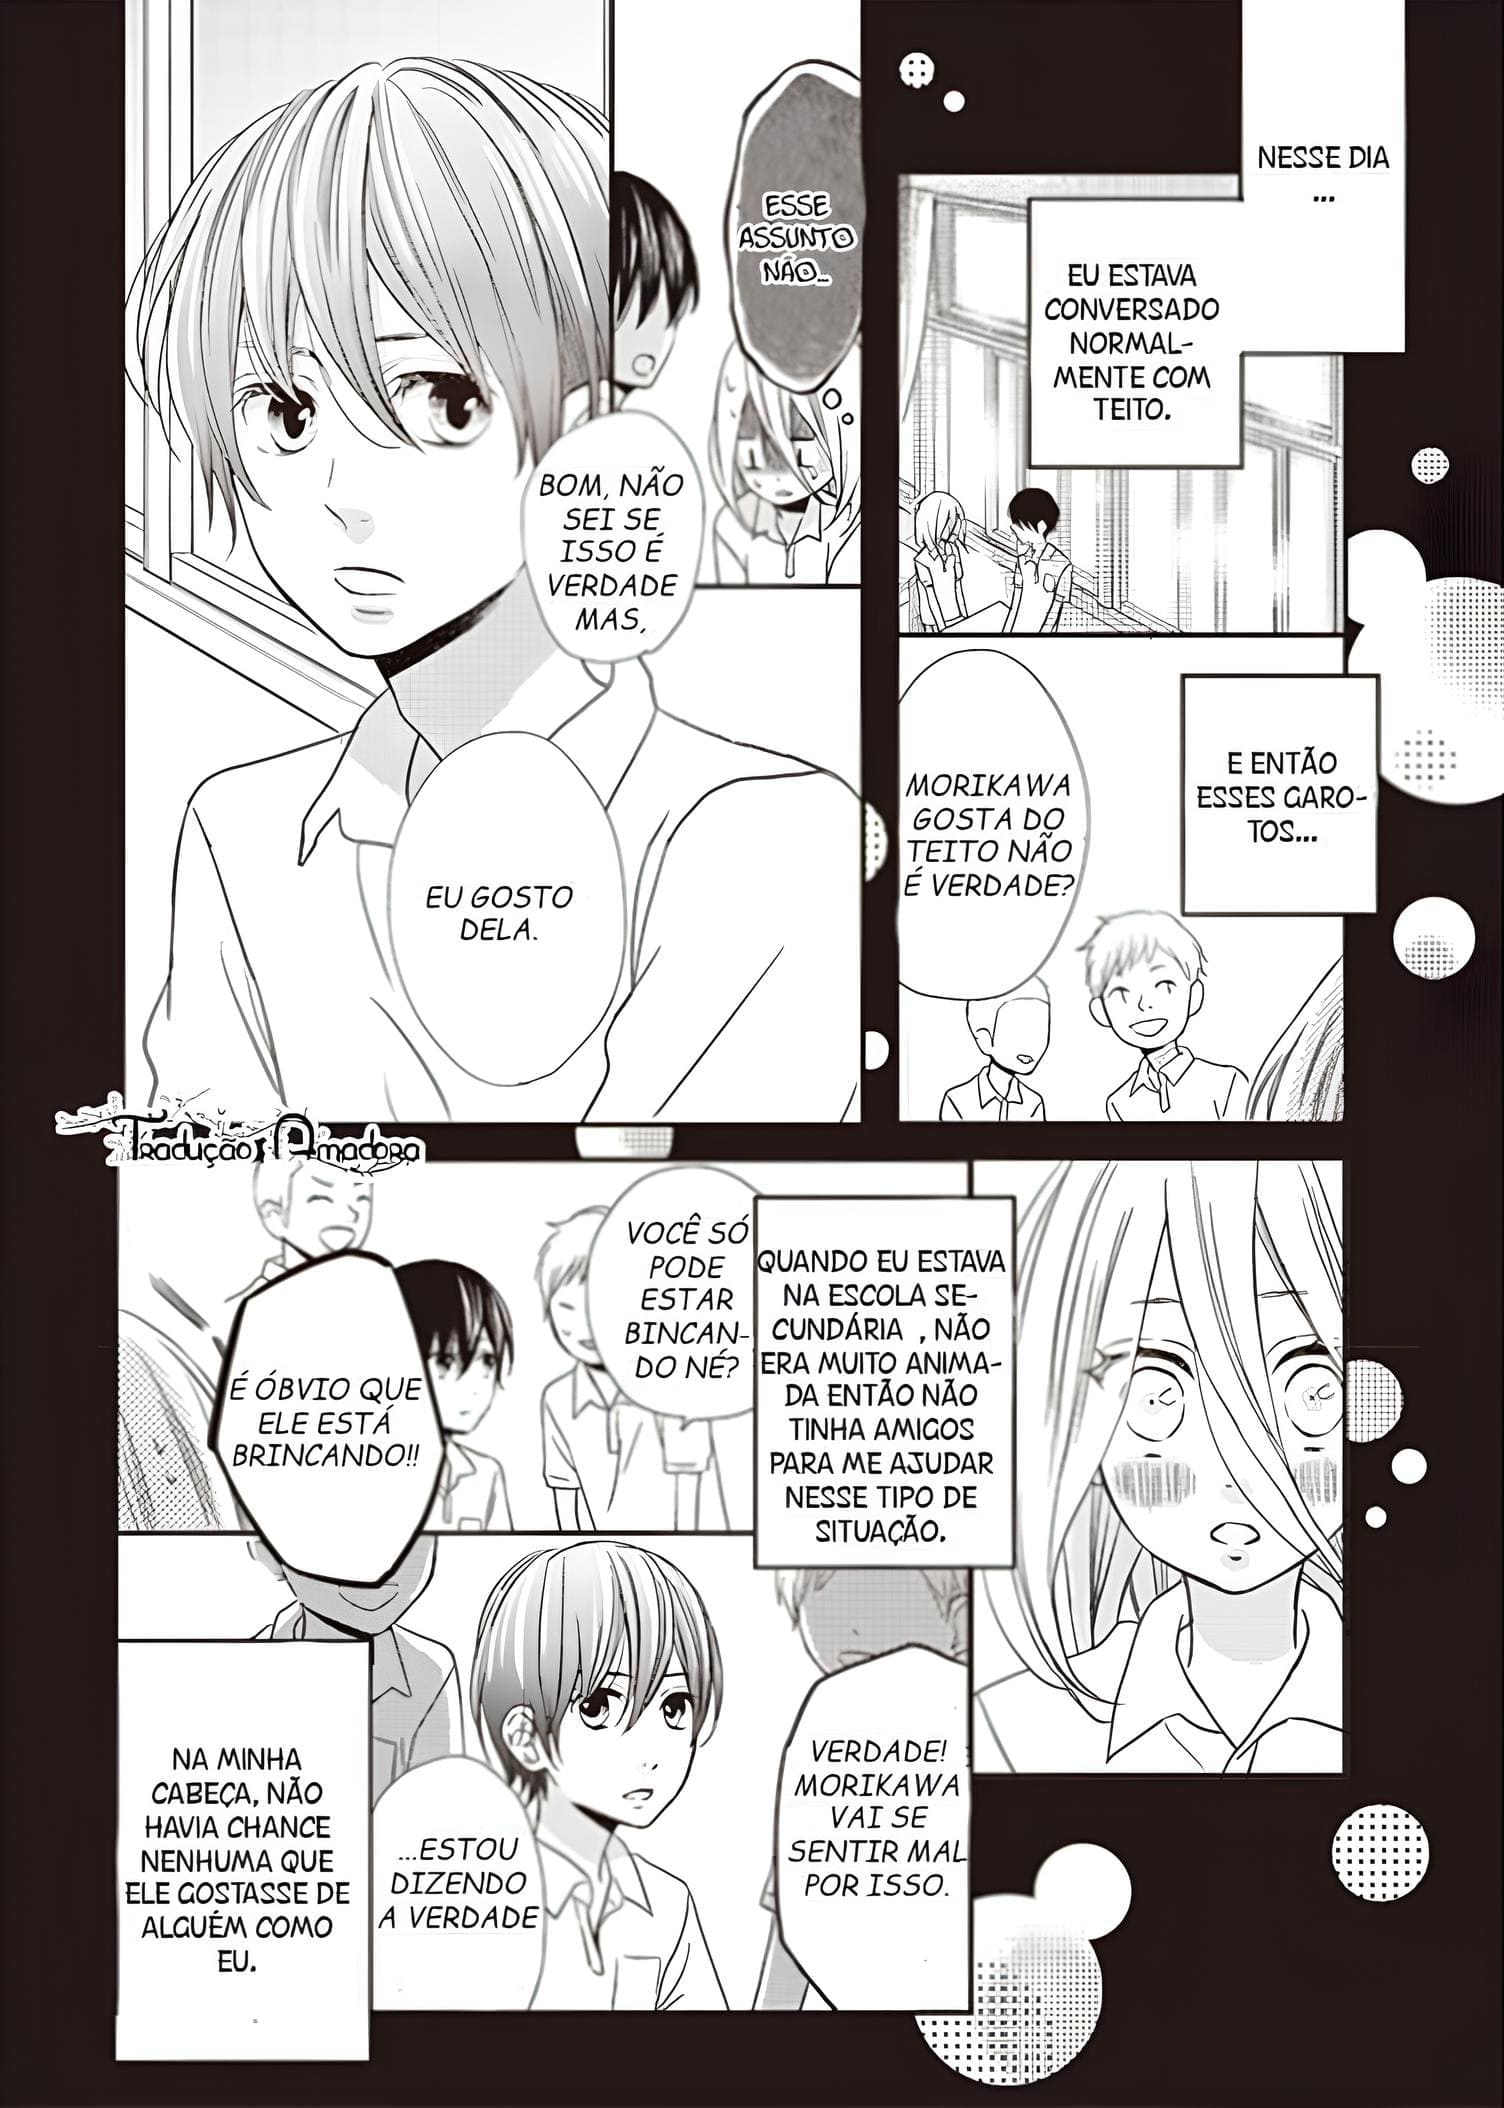 NESSE DIA
...
EU ESTAVA
CONVERSADO
NORMAL-
MENTE COM
TEITO.
E ENTÃO
ESSES GARO-
TOS...
MORIKAWA
GOSTA DO
TEITO NÃO
É VERDADE?
ESSE
ASSUNTO
NÃO...
BOM, NÃO
SEI SE
ISSO É
VERDADE
MAS,
EU GOSTO
DELA.
Tradução Amadora
QUANDO EU ESTAVA
NA ESCOLA SE-
CUNDÁRIA , NÃO
ERA MUITO ANIMA-
DA ENTÃO NÃO
TINHA AMIGOS
PARA ME AJUDAR
NESSE TIPO DE
SITUAÇÃO.
VOCÊ SÓ
PODE
ESTAR
BINCAN-
DO NÉ?
É ÓBVIO QUE
ELE ESTÁ
BRINCANDO!!
VERDADE!
MORIKAWA
VAI SE
SENTIR MAL
POR ISSO.
...ESTOU
DIZENDO
A VERDADE
NA MINHA
CABEÇA, NÃO
HAVIA CHANCE
NENHUMA QUE
ELE GOSTASSE DE
ALGUÉM COMO
EU.